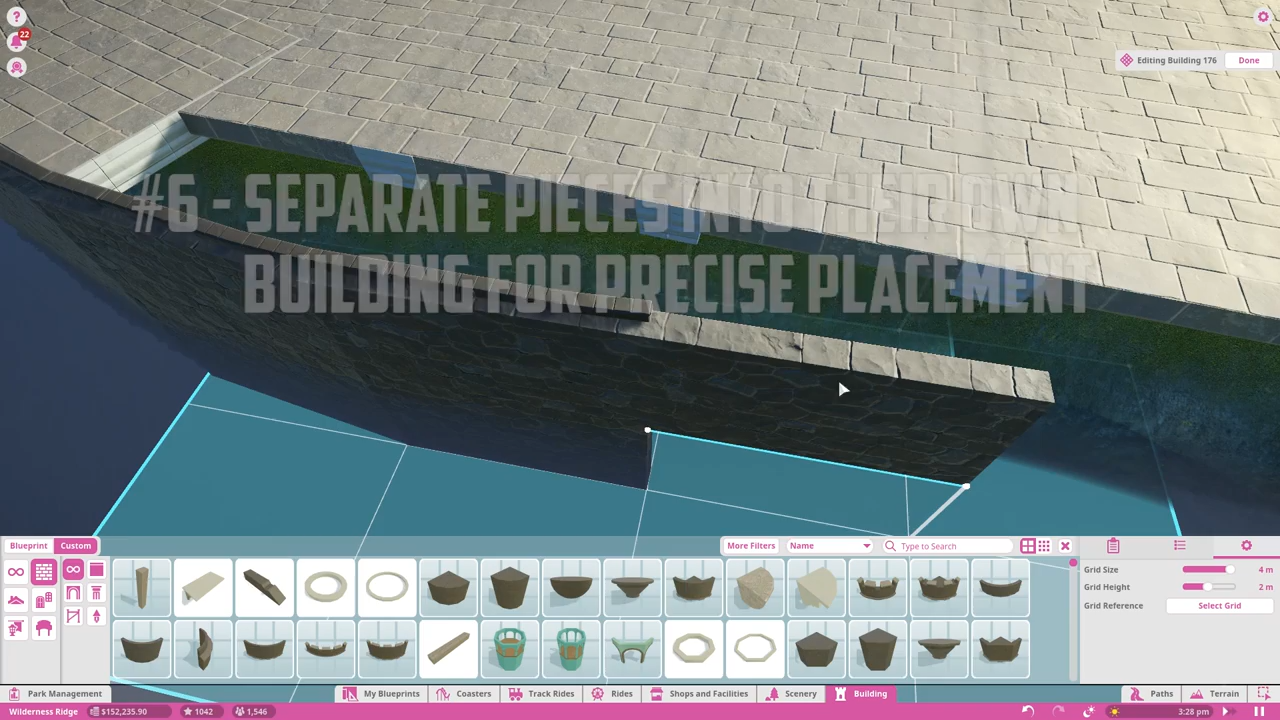 ?
22
Editing Building 176
Done
#6 - SEPARATE PIECES INTO THEIR OWN
BUILDING FOR PRECISE PLACEMENT
Blueprint
Custom
More Filters
Name
Type to Search
Grid Size
4 m
Grid Height
2 m
Grid Reference
Select Grid
Park Management
My Blueprints
Coasters
Track Rides
Rides
Shops and Facilities
Scenery
Building
Paths
Terrain
Wilderness Ridge
$152,235.90
1042
1,546
3:28 pm